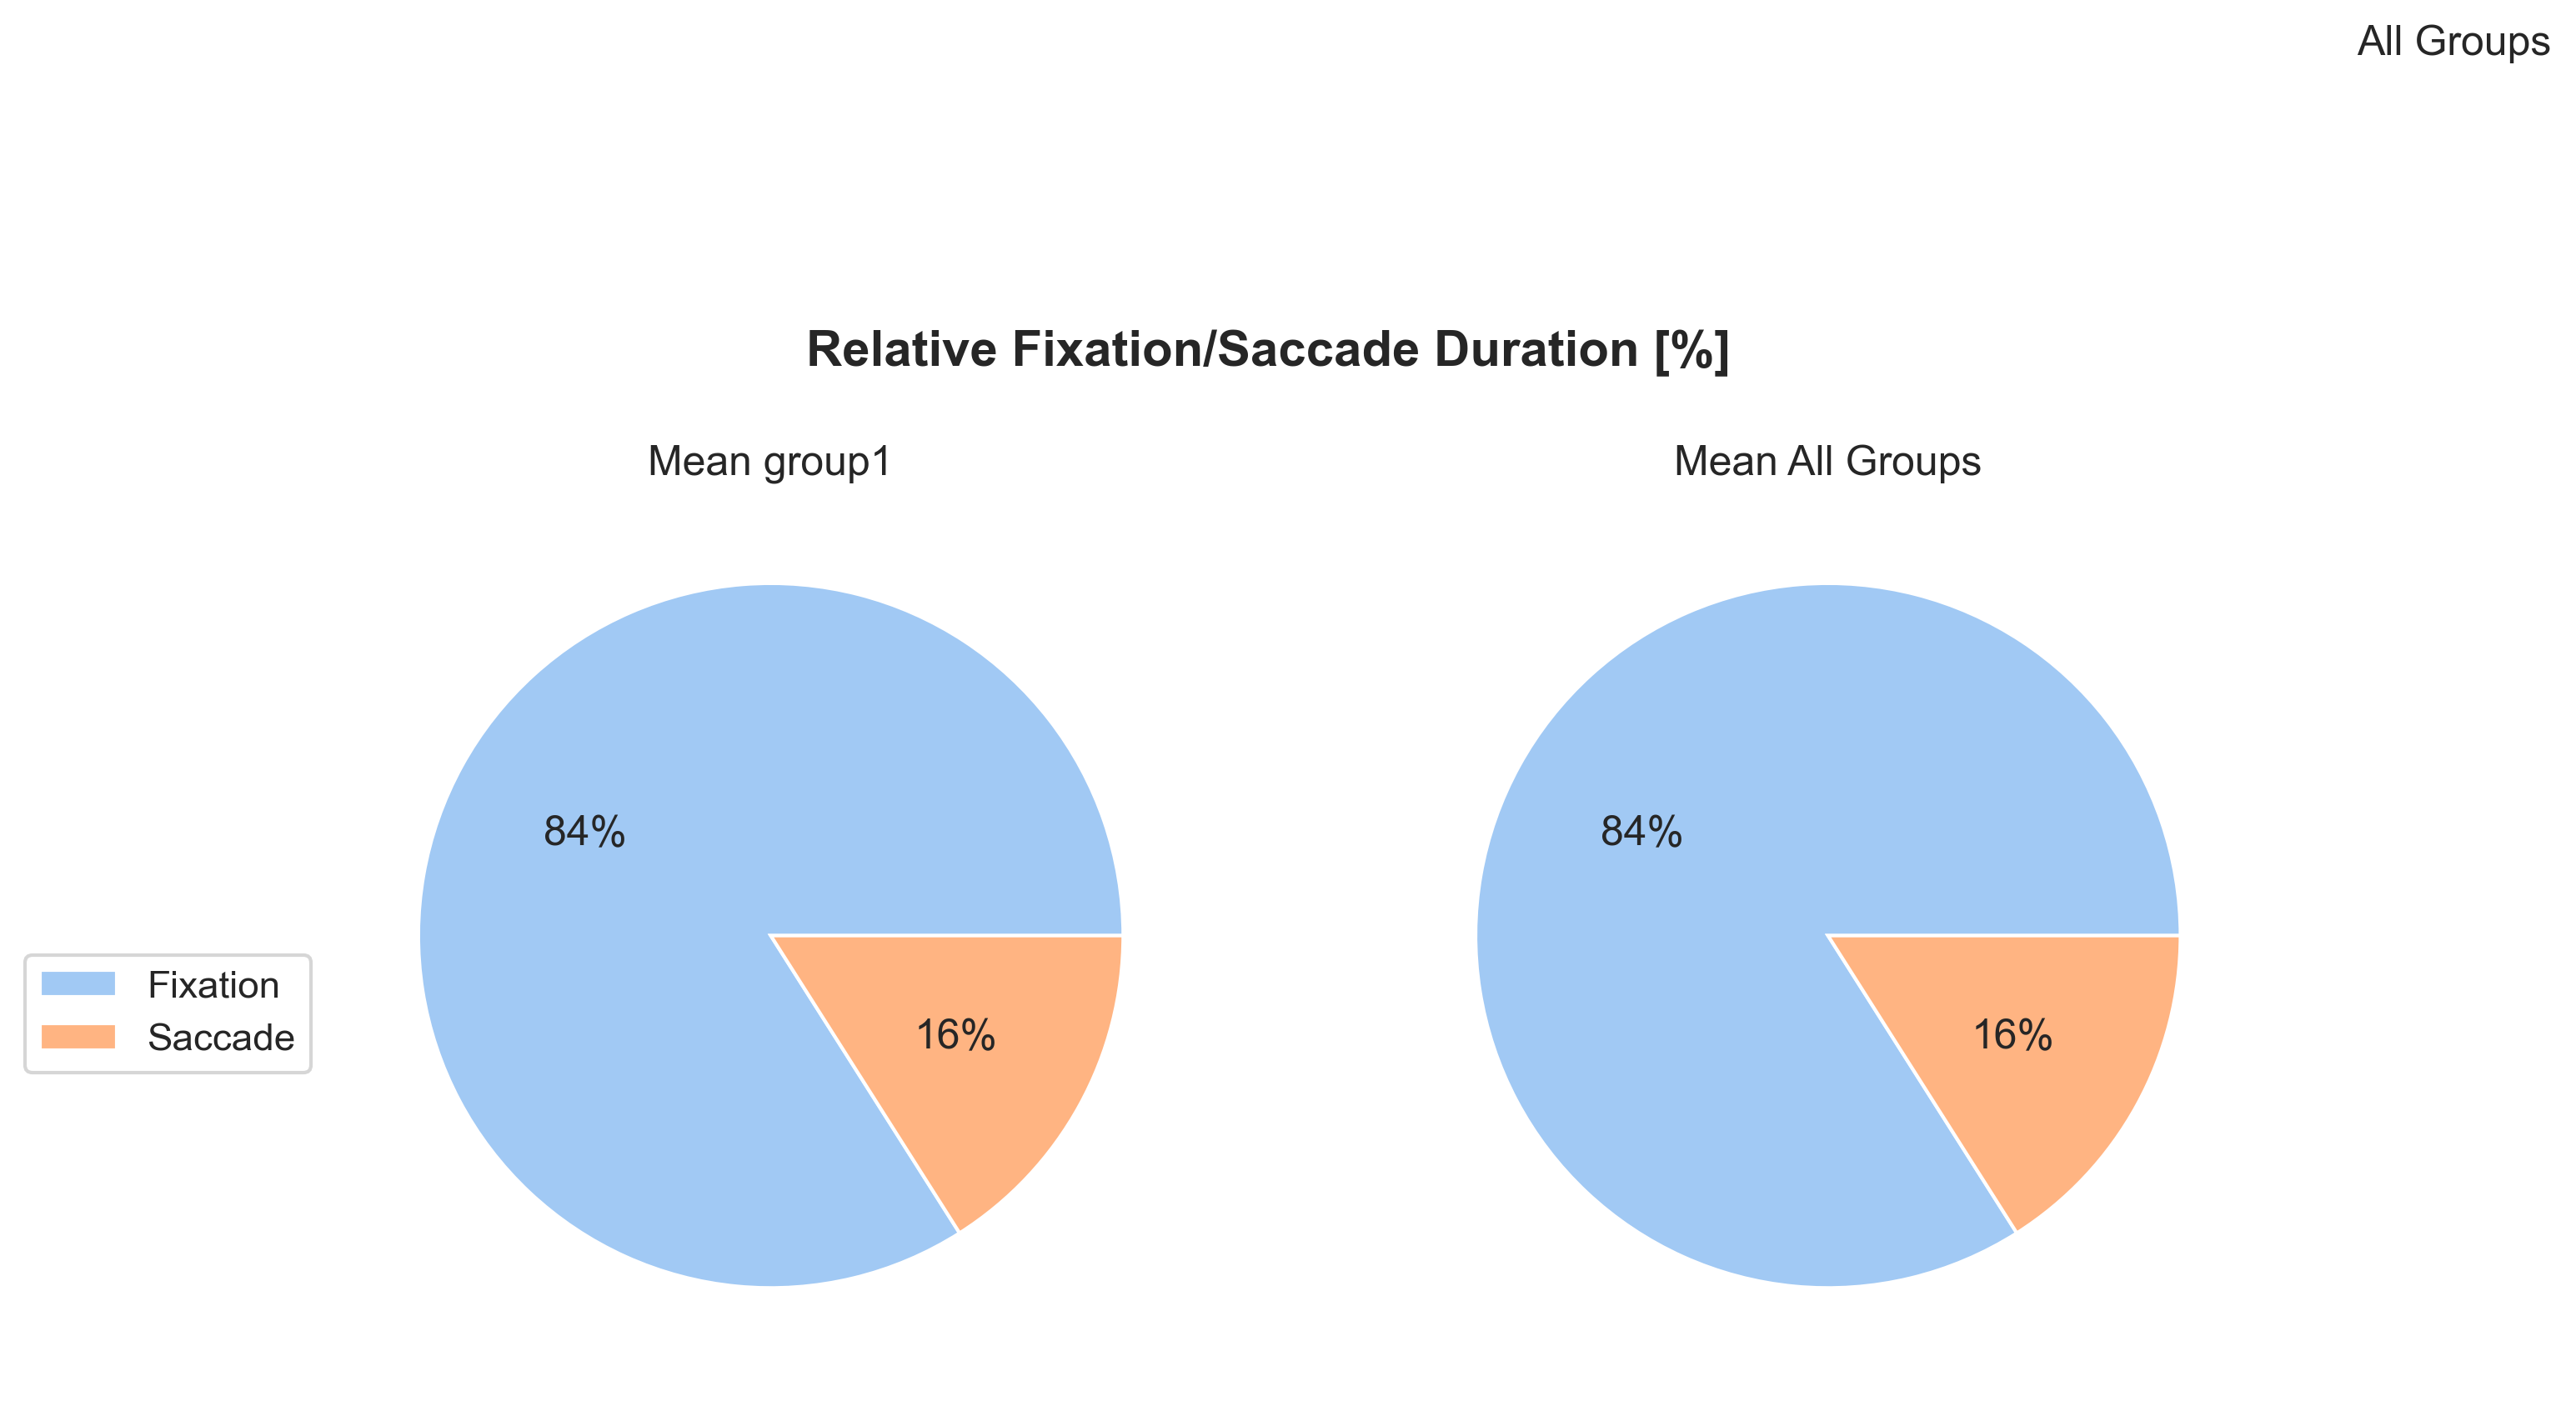 All Groups
Relative Fixation/Saccade Duration [%]
Mean group1
Mean All Groups
84%
16%
84%
16%
Fixation
Saccade